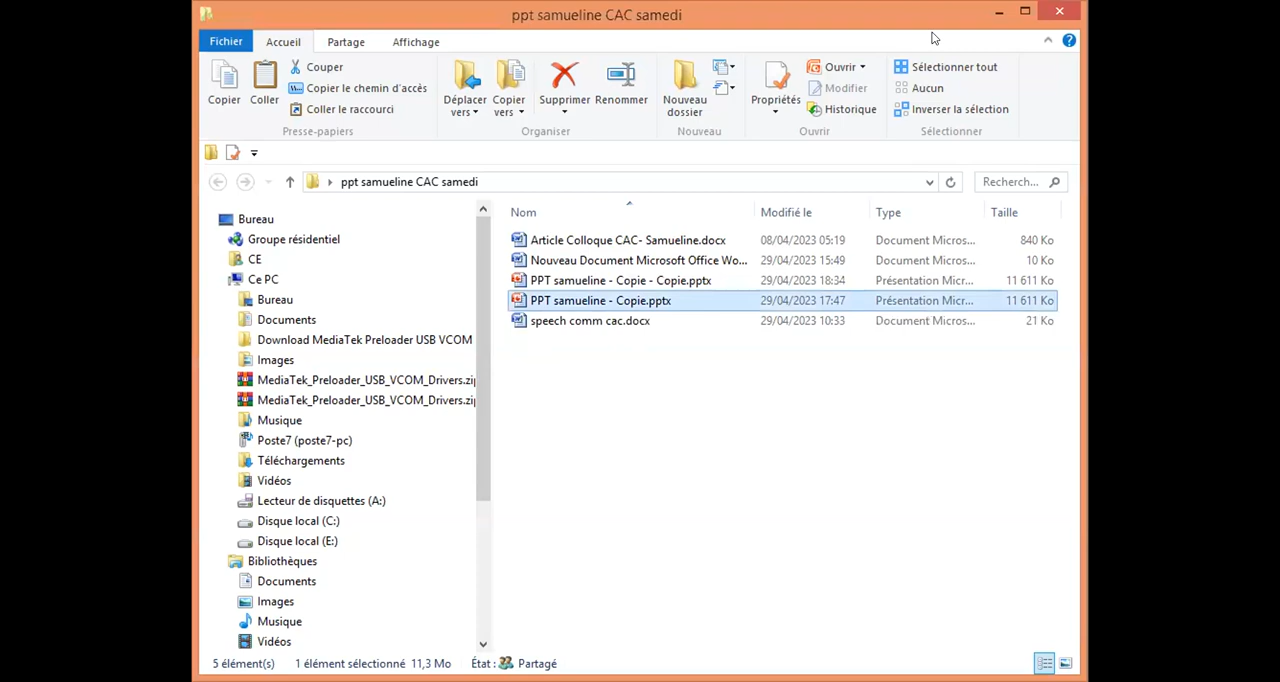 ppt samueline CAC samedi
Fichier Accueil Partage Affichage
Copier
Coller
Couper
Copier le chemin d'accès
Coller le raccourci
Presse-papiers
Déplacer vers
Copier vers
Supprimer
Renommer
Organiser
Nouveau dossier
Nouveau
Propriétés
Ouvrir
Modifier
Historique
Ouvrir
Sélectionner tout
Aucun
Inverser la sélection
Sélectionner
ppt samueline CAC samedi
Recherch...
Bureau
Groupe résidentiel
CE
Ce PC
Bureau
Documents
Download MediaTek Preloader USB VCOM
Images
MediaTek_Preloader_USB_VCOM_Drivers.zi
MediaTek_Preloader_USB_VCOM_Drivers.zi
Musique
Poste7 (poste7-pc)
Téléchargements
Vidéos
Lecteur de disquettes (A:)
Disque local (C:)
Disque local (E:)
Bibliothèques
Documents
Images
Musique
Vidéos
Nom Modifié le Type Taille
Article Colloque CAC- Samueline.docx 08/04/2023 05:19 Document Micros... 840 Ko
Nouveau Document Microsoft Office Wo... 29/04/2023 15:49 Document Micros... 10 Ko
PPT samueline - Copie - Copie.pptx 29/04/2023 18:34 Présentation Micr... 11 611 Ko
PPT samueline - Copie.pptx 29/04/2023 17:47 Présentation Micr... 11 611 Ko
speech comm cac.docx 29/04/2023 10:33 Document Micros... 21 Ko
5 élément(s) 1 élément sélectionné 11,3 Mo État : Partagé